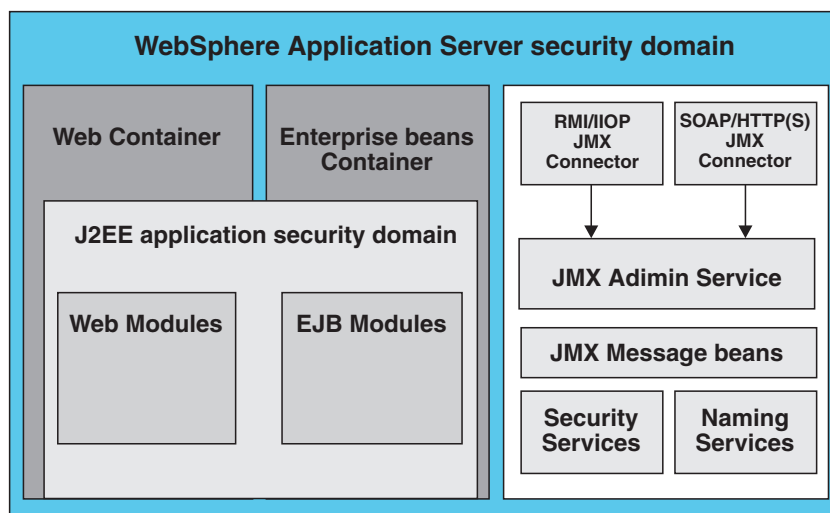 WebSphere Application Server security domain
Web Container
Enterprise beans
Container
J2EE application security domain
Web Modules
EJB Modules
RMI/IIOP
JMX
Connector
SOAP/HTTP(S)
JMX
Connector
JMX Adimin Service
JMX Message beans
Security
Services
Naming
Services